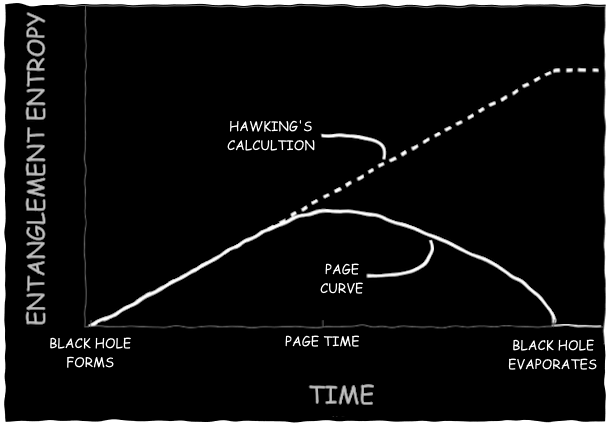 ENTANGLEMENT ENTROPY
HAWKING'S
CALCULTION
PAGE
CURVE
BLACK HOLE
FORMS
PAGE TIME
BLACK HOLE
EVAPORATES
TIME